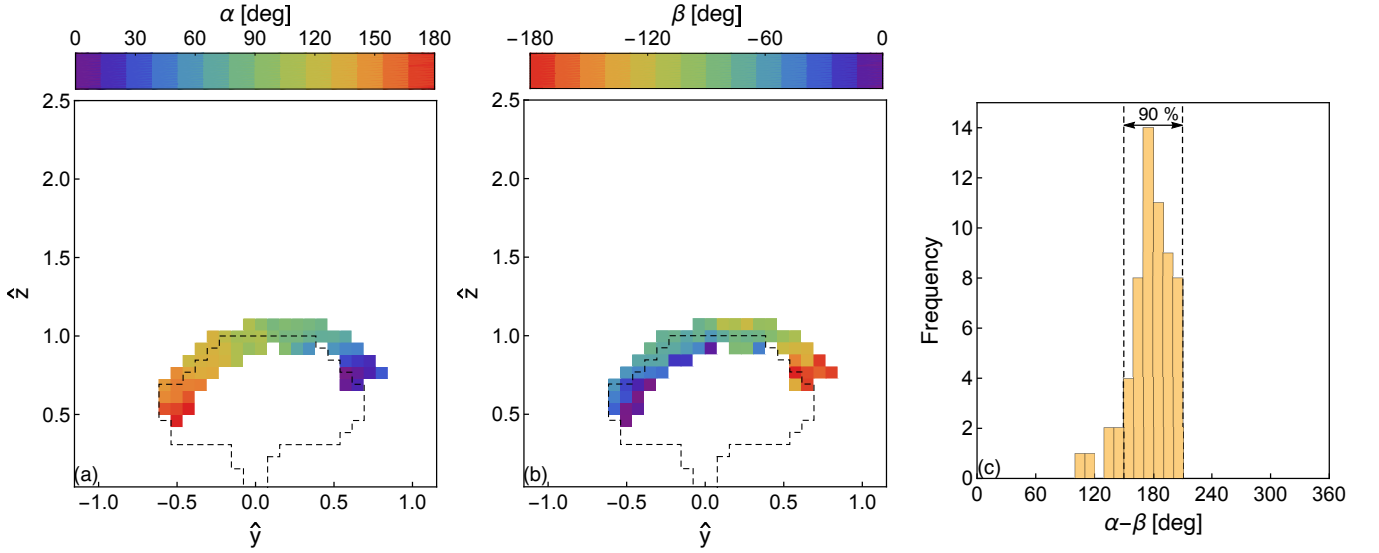 α [deg]
0 30 60 90 120 150 180
2.5
2.0
1.5
1.0
0.5
ẑ
(a)
−1.0 −0.5 0.0 0.5 1.0
ŷ
β [deg]
−180 −120 −60 0
2.5
2.0
1.5
1.0
0.5
ẑ
(b)
−1.0 −0.5 0.0 0.5 1.0
ŷ
90 %
14
12
10
8
6
4
2
0
Frequency
(c)
0 60 120 180 240 300 360
α−β [deg]